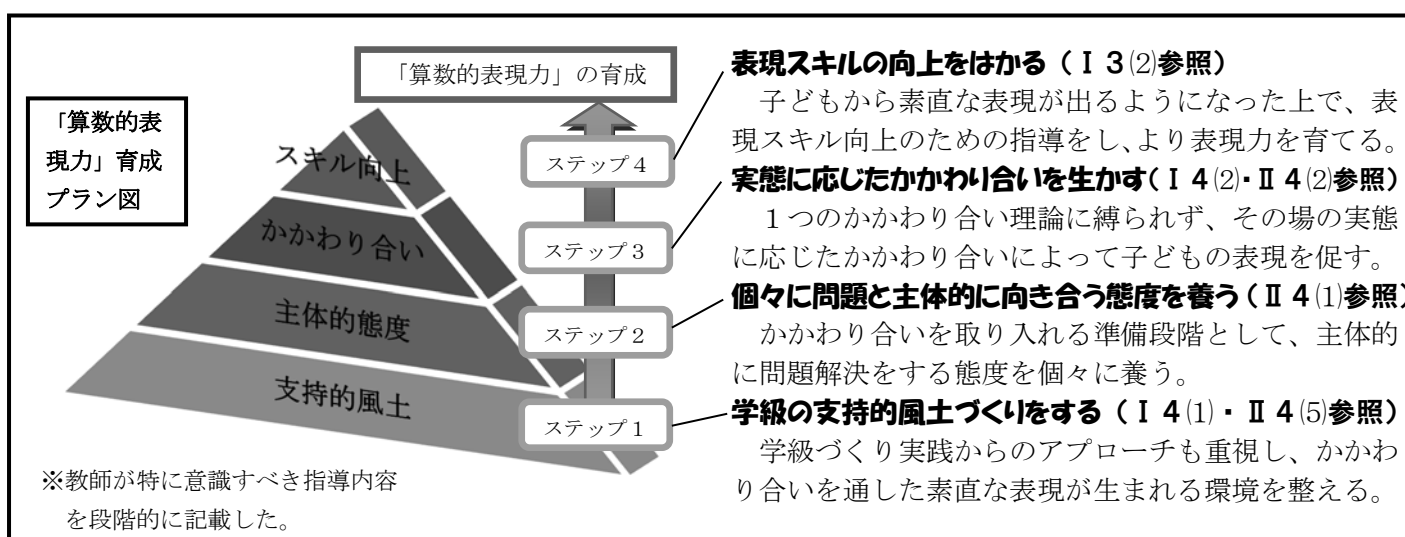 「算数的表
現力」育成
プラン図
「算数的表現力」の育成
スキル向上
かかわり合い
主体的態度
支持的風土
ステップ4
ステップ3
ステップ2
ステップ1
表現スキルの向上をはかる(Ⅰ 3(2)参照)
子どもから素直な表現が出るようになった上で、表
現スキル向上のための指導をし、より表現力を育てる。
実態に応じたかかわり合いを生かす(Ⅰ 4(2)・Ⅱ 4(2)参照)
1つのかかわり合い理論に縛られず、その場の実態
に応じたかかわり合いによって子どもの表現を促す。
個々に問題と主体的に向き合う態度を養う(Ⅱ 4(1)参照)
かかわり合いを取り入れる準備段階として、主体的
に問題解決をする態度を個々に養う。
学級の支持的風土づくりをする(Ⅰ 4(1)・Ⅱ 4(5)参照)
学級づくり実践からのアプローチも重視し、かかわ
り合いを通した素直な表現が生まれる環境を整える。
※教師が特に意識すべき指導内容
を段階的に記載した。